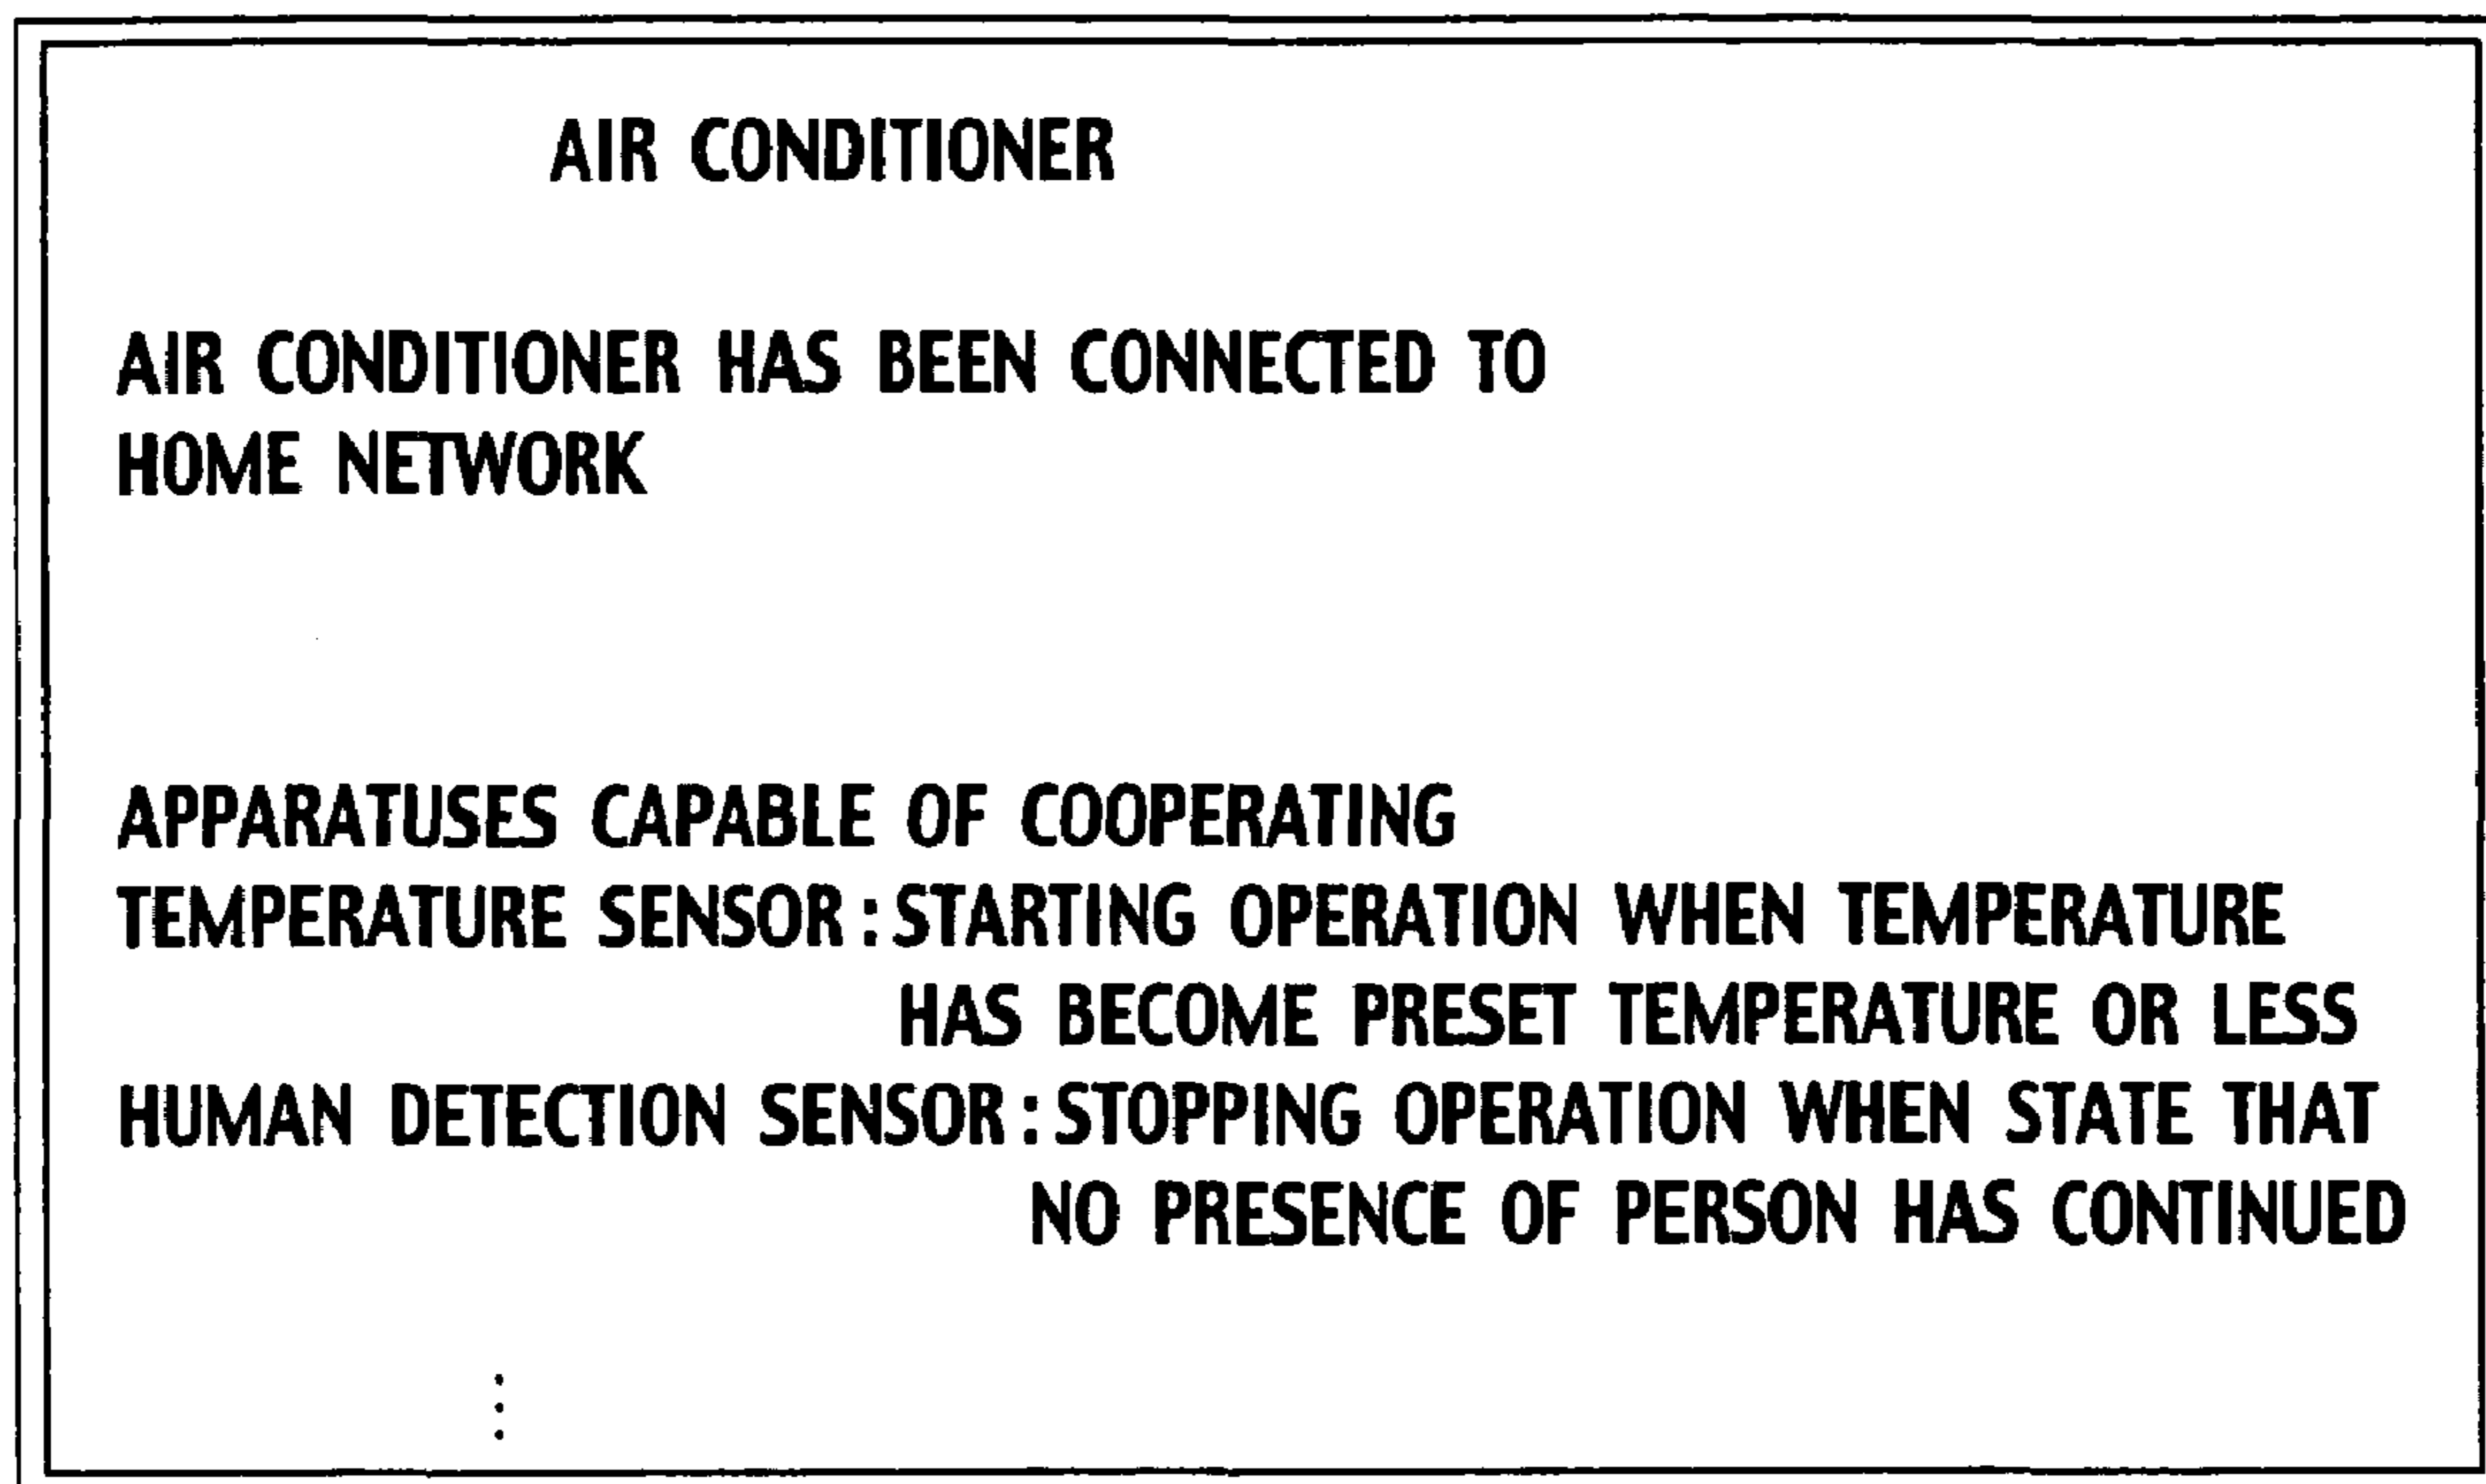 AIR CONDITIONER
AIR CONDITIONER HAS BEEN CONNECTED TO
HOME NETWORK
APPARATUSES CAPABLE OF COOPERATING
TEMPERATURE SENSOR:STARTING OPERATION WHEN TEMPERATURE
HAS BECOME PRESET TEMPERATURE OR LESS
HUMAN DETECTION SENSOR:STOPPING OPERATION WHEN STATE THAT
NO PRESENCE OF PERSON HAS CONTINUED